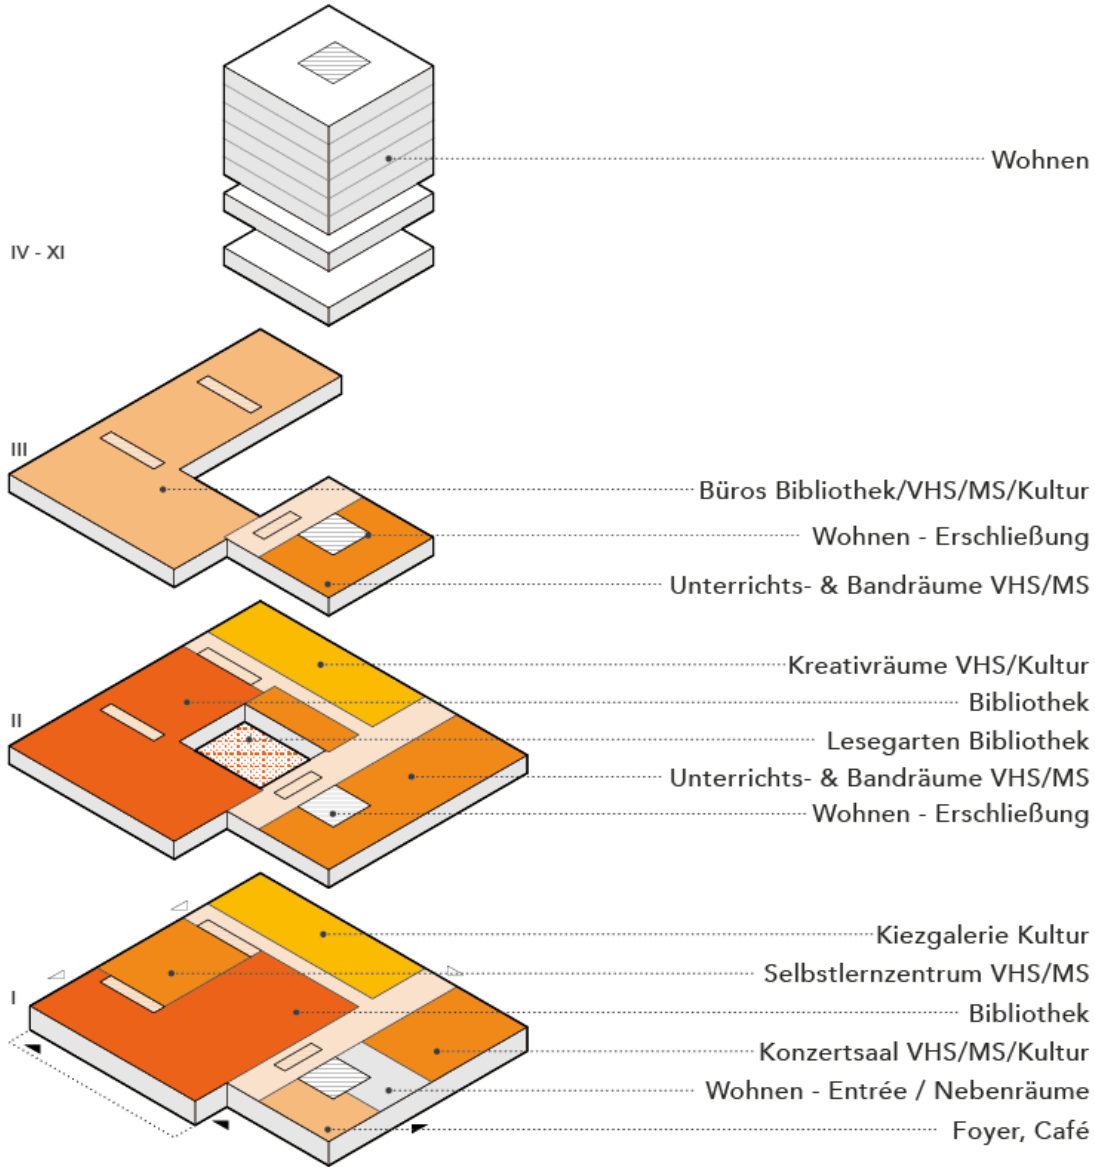 Wohnen
IV - XI
III
Büros Bibliothek/VHS/MS/Kultur
Wohnen - Erschließung
Unterrichts- & Bandräume VHS/MS
Kreativräume VHS/Kultur
Bibliothek
II
Lesegarten Bibliothek
Unterrichts- & Bandräume VHS/MS
Wohnen - Erschließung
Kiezgalerie Kultur
Selbstlernzentrum VHS/MS
I
Bibliothek
Konzertsaal VHS/MS/Kultur
Wohnen - Entrée / Nebenräume
Foyer, Café